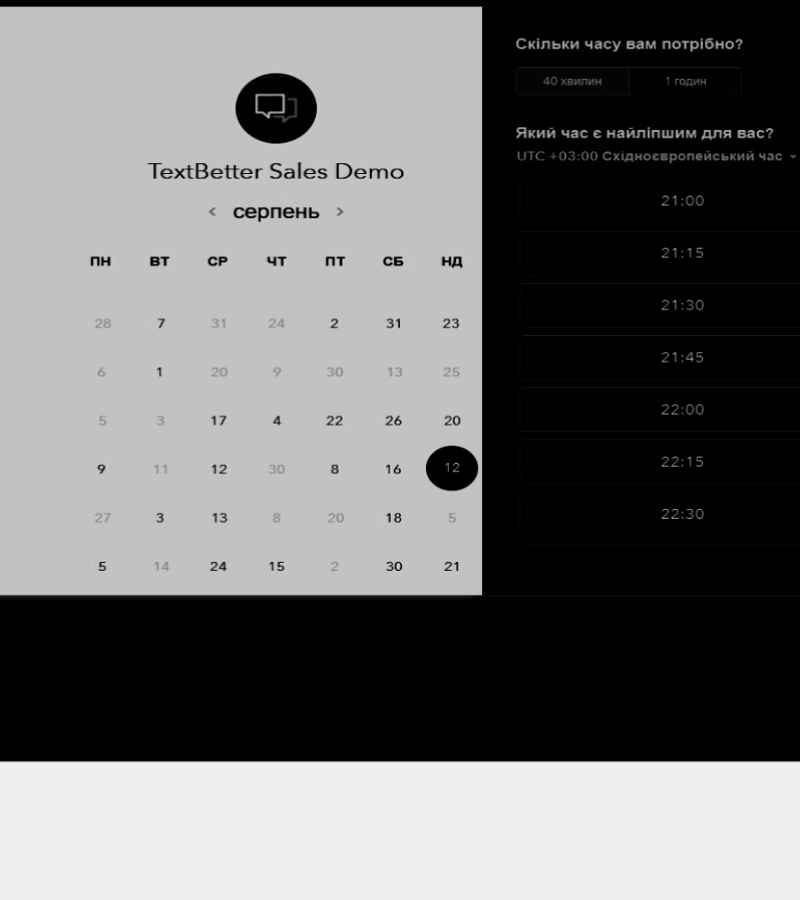 TextBetter Sales Demo
< серпень >
ПН ВТ СР ЧТ ПТ СБ НД
28 7 31 24 2 31 23
6 1 20 9 30 13 25
5 3 17 4 22 26 20
9 11 12 30 8 16 12
27 3 13 8 20 18 5
5 14 24 15 2 30 21
Скільки часу вам потрібно?
40 хвилин 1 годин
Який час є найліпшим для вас?
UTC +03:00 Східноєвропейський час
21:00
21:15
21:30
21:45
22:00
22:15
22:30